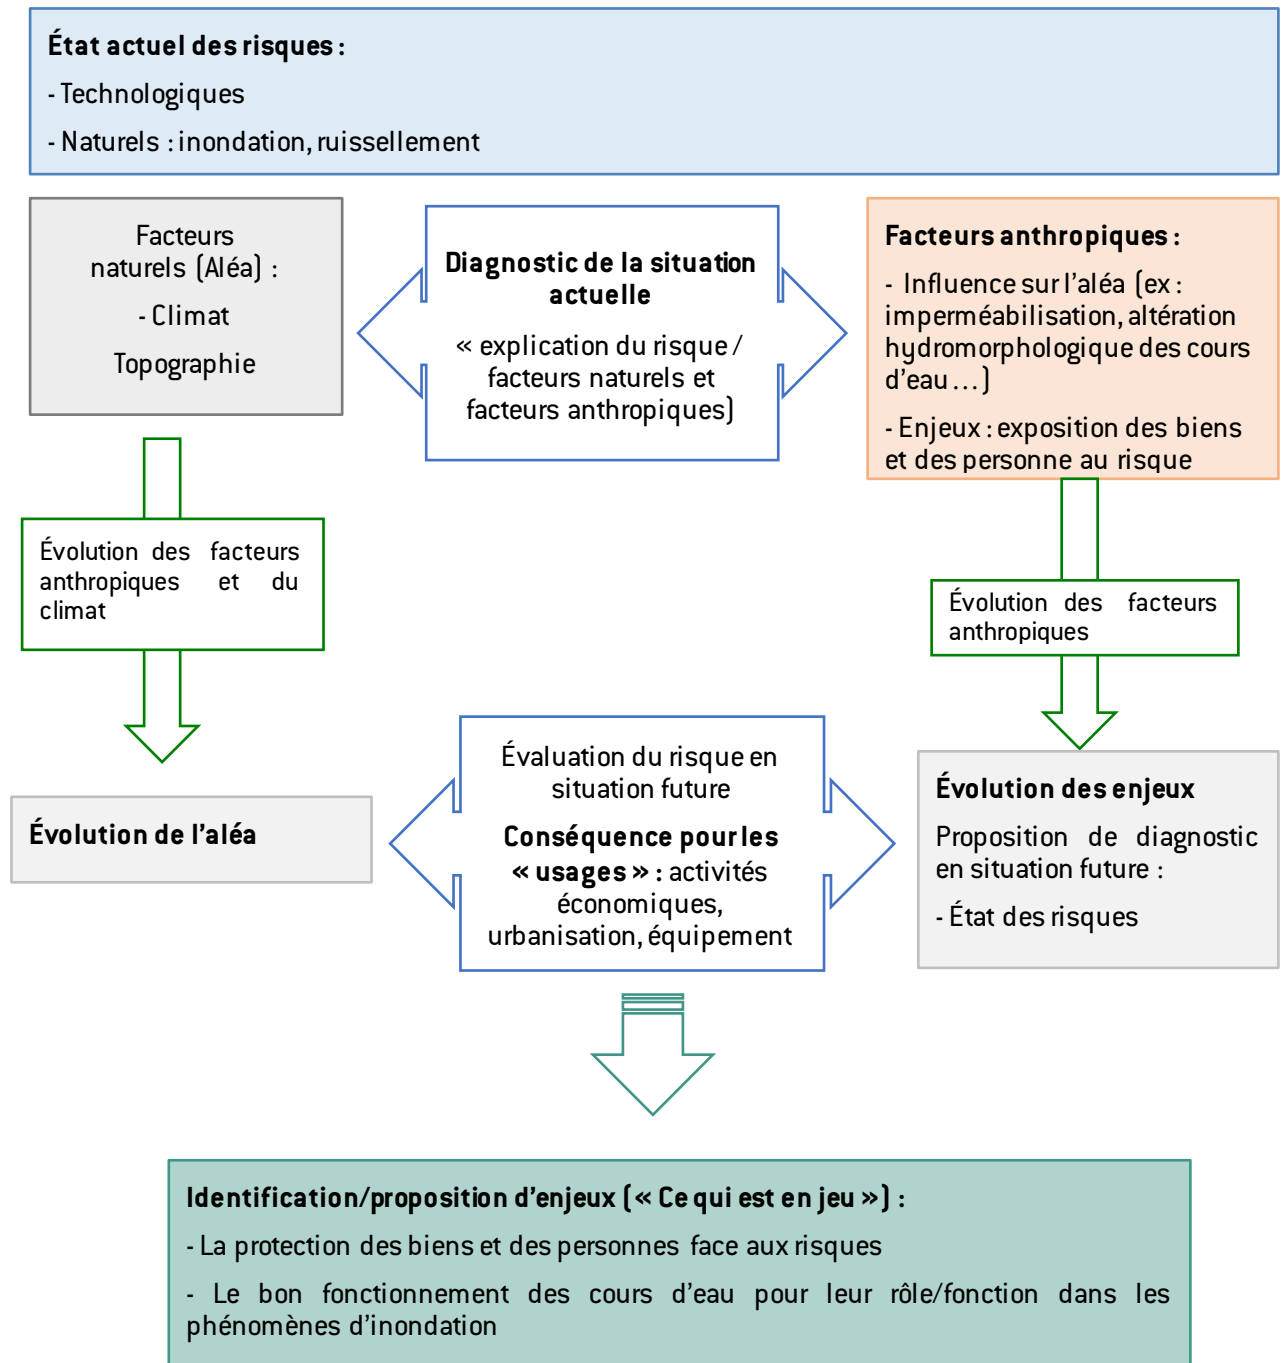 État actuel des risques :
- Technologiques
- Naturels : inondation, ruissellement
Facteurs
naturels (Aléa) :
- Climat
Topographie
Diagnostic de la situation
actuelle
« explication du risque /
facteurs naturels et
facteurs anthropiques)
Facteurs anthropiques :
- Influence sur l’aléa (ex :
imperméabilisation, altération
hydromorphologique des cours
d’eau …)
- Enjeux : exposition des biens
et des personne au risque
Évolution des facteurs
anthropiques et du
climat
Évolution des facteurs
anthropiques
Évolution de l’aléa
Évaluation du risque en
situation future
Conséquence pour les
« usages » : activités
économiques,
urbanisation, équipement
Évolution des enjeux
Proposition de diagnostic
en situation future :
- État des risques
Identification/proposition d’enjeux (« Ce qui est en jeu ») :
- La protection des biens et des personnes face aux risques
- Le bon fonctionnement des cours d’eau pour leur rôle/fonction dans les
phénomènes d’inondation